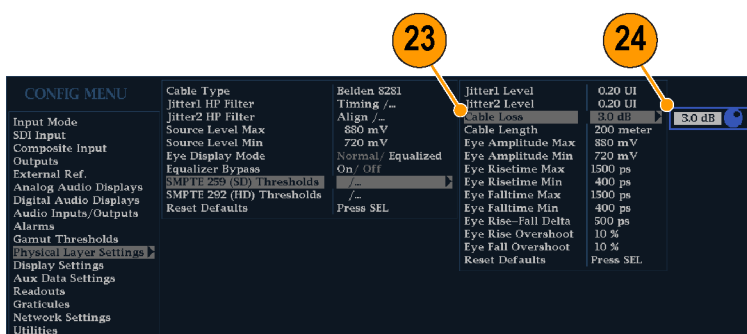 23
24
CONFIG MENU
Input Mode
SDI Input
Composite Input
Outputs
External Ref.
Analog Audio Displays
Digital Audio Displays
Audio Inputs/Outputs
Alarms
Gamut Thresholds
Physical Layer Settings
Display Settings
Aux Data Settings
Readouts
Graticules
Network Settings
Utilities
Cable Type Belden 8281
Jitter1 HP Filter Timing /...
Jitter2 HP Filter Align /...
Source Level Max 880 mV
Source Level Min 720 mV
Eye Display Mode Normal/ Equalized
Equalizer Bypass On/ Off
SMPTE 259 (SD) Thresholds /...
SMPTE 292 (HD) Thresholds /...
Reset Defaults Press SEL
Jitter1 Level 0.20 UI
Jitter2 Level 0.20 UI
Cable Loss 3.0 dB
Cable Length 200 meter
Eye Amplitude Max 880 mV
Eye Amplitude Min 720 mV
Eye Risetime Max 1500 ps
Eye Risetime Min 400 ps
Eye Falltime Max 1500 ps
Eye Falltime Min 400 ps
Eye Rise-Fall Delta 500 ps
Eye Rise Overshoot 10 %
Eye Fall Overshoot 10 %
Reset Defaults Press SEL
3.0 dB